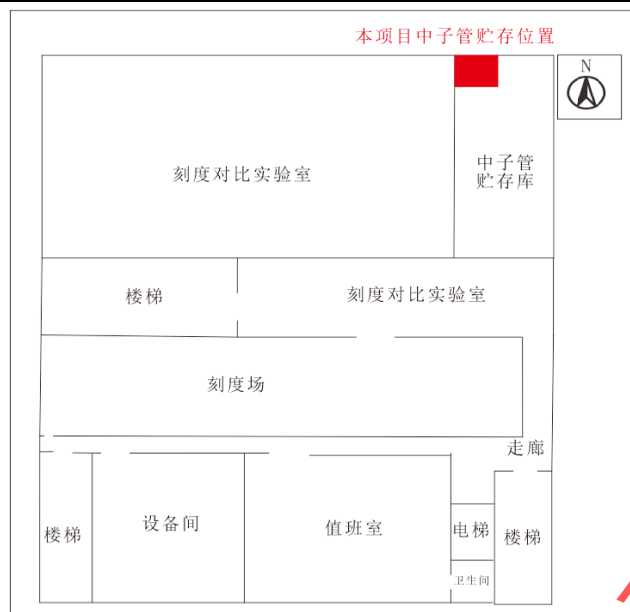 本项目中子管贮存位置
N
刻度对比实验室
中子管
贮存库
楼梯
刻度对比实验室
刻度场
走廊
楼梯
设备间
值班室
电梯
楼梯
卫生间